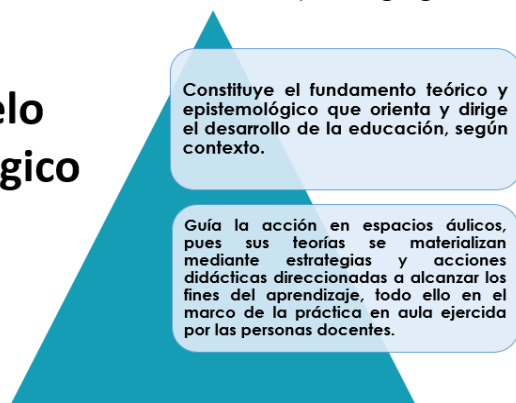 elo
gico
Constituye el fundamento teórico y
epistemológico que orienta y dirige
el desarrollo de la educación, según
contexto.
Guía la acción en espacios áulicos,
pues sus teorías se materializan
mediante estrategias y acciones
didácticas direccionadas a alcanzar los
fines del aprendizaje, todo ello en el
marco de la práctica en aula ejercida
por las personas docentes.